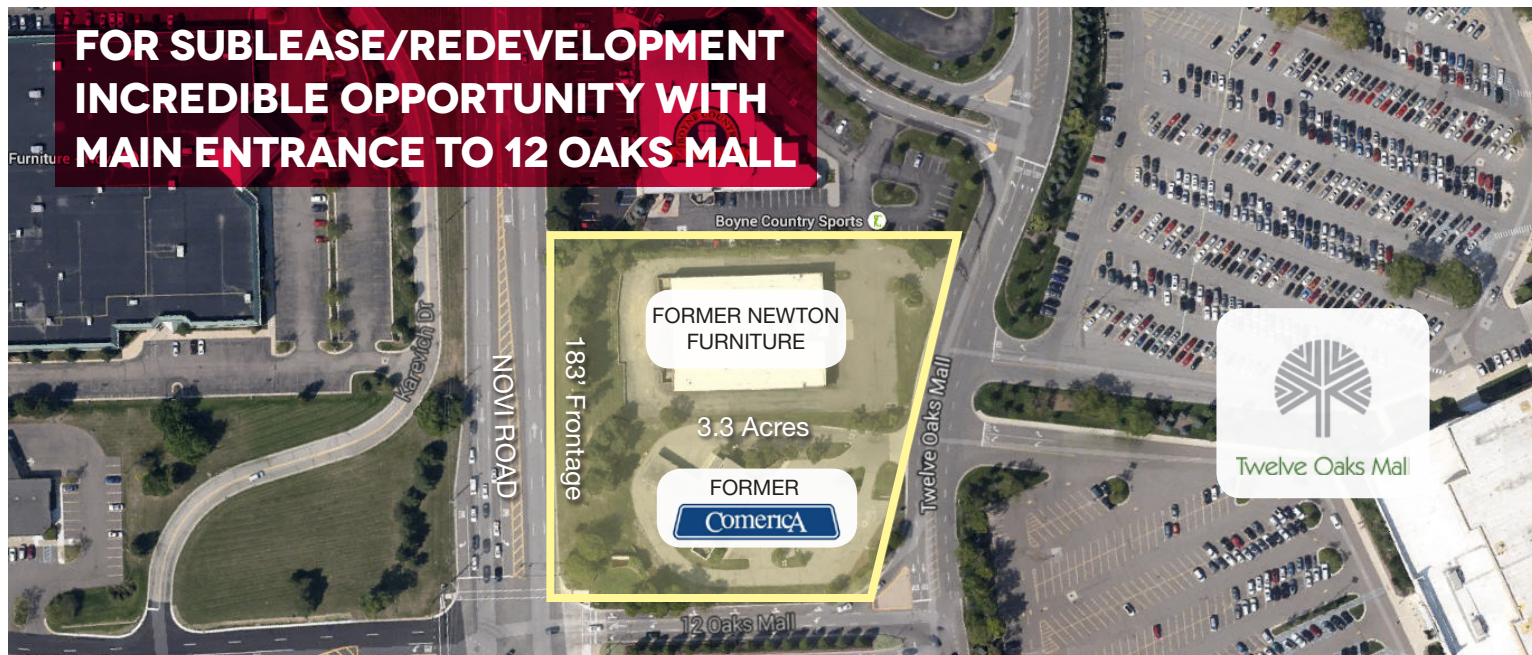 FOR SUBLEASE/REDEVELOPMENT
INCREDIBLE OPPORTUNITY WITH
MAIN ENTRANCE TO 12 OAKS MALL
Furniture
Boyne Country Sports
FORMER NEWTON
FURNITURE
Karevich Dr
NOVI ROAD
183' Frontage
3.3 Acres
Twelve Oaks Mall
Twelve Oaks Mall
FORMER
ComericA
12 Oaks Mall